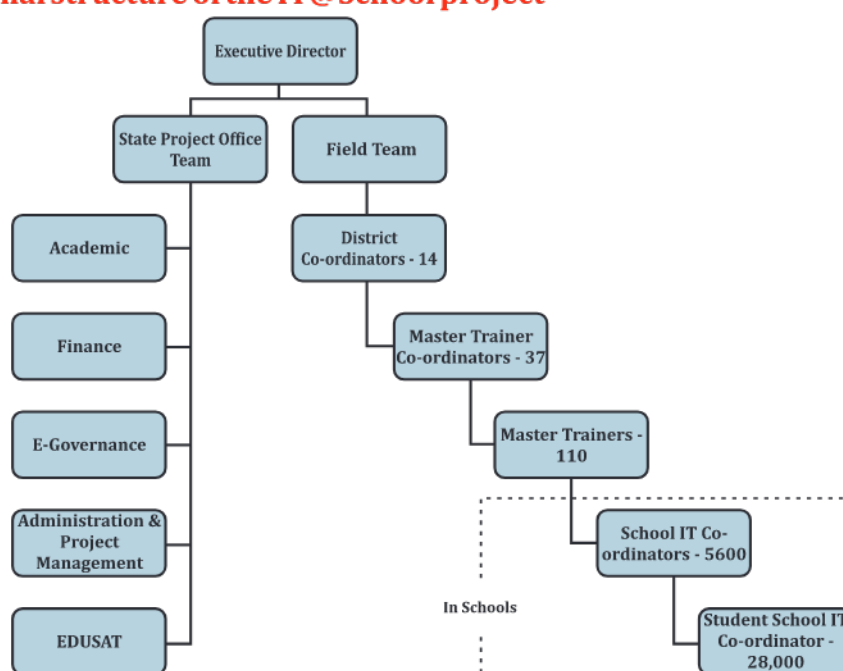 Executive Director
State Project Office
Team
Field Team
Academic
District
Co-ordinators - 14
Finance
Master Trainer
Co-ordinators - 37
E-Governance
Master Trainers -
110
Administration &
Project
Management
School IT Co-
ordinators - 5600
In Schools
EDUSAT
Student School IT
Co-ordinator -
28,000